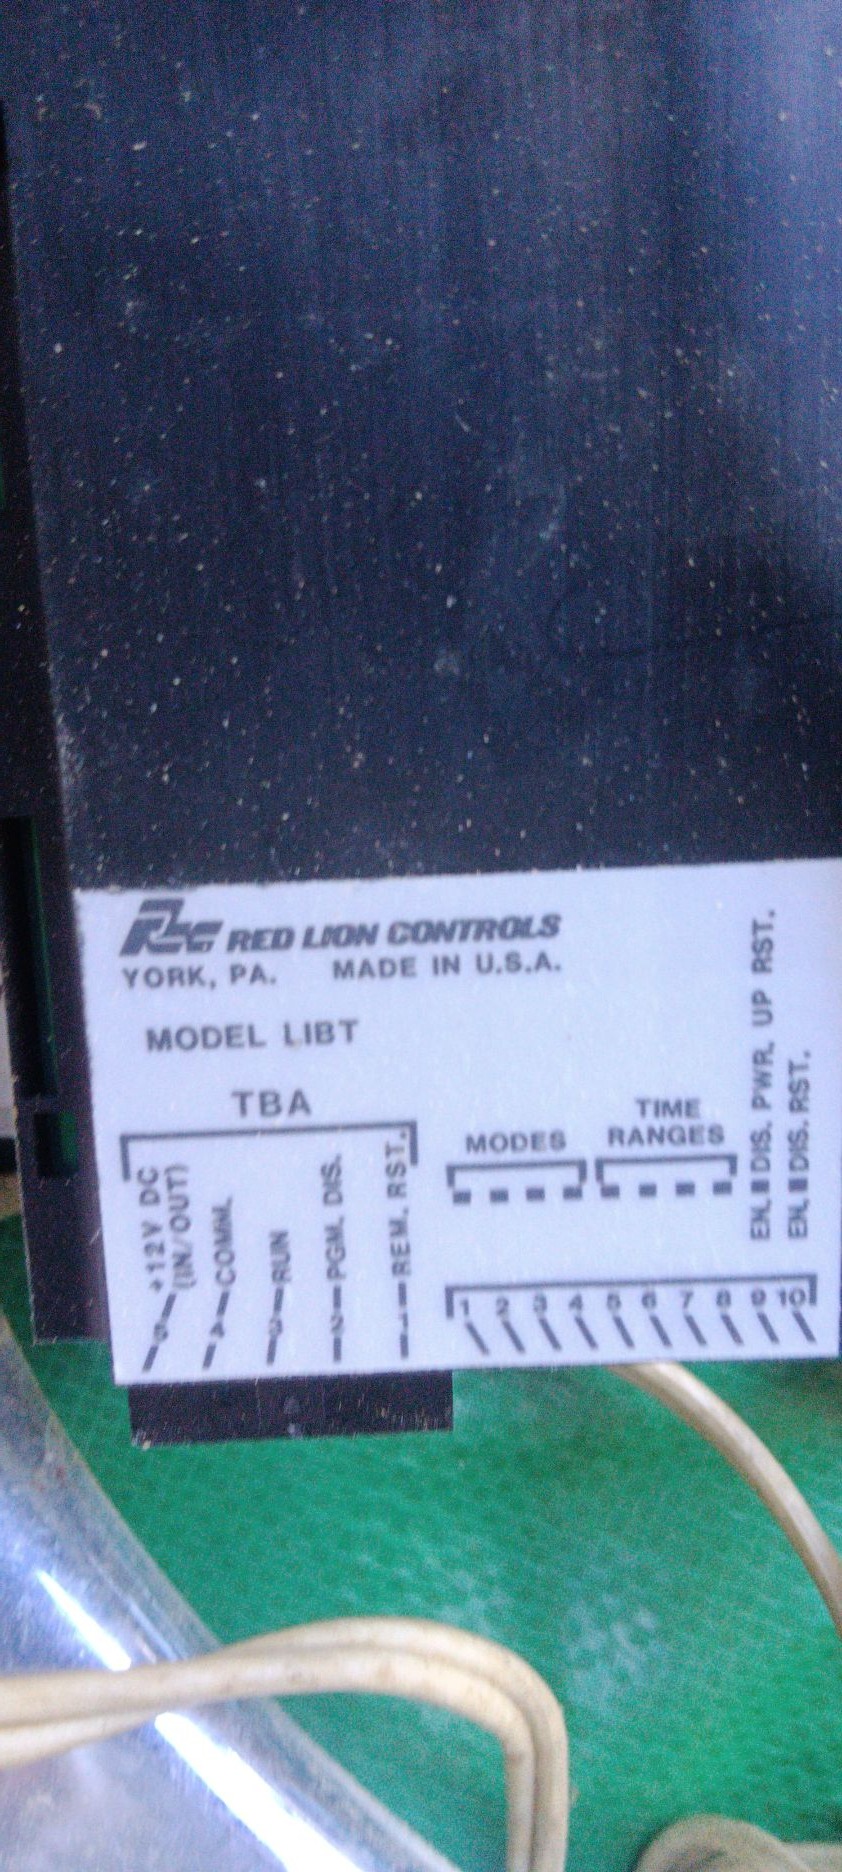 RLC RED LION CONTROLS
YORK, PA. MADE IN U.S.A.
MODEL LIBT
TBA
5 +12V DC (IN/OUT)
4 COMM.
3 RUN
2 PGM. DIS.
1 REM. RST.
MODES
TIME RANGES
EN. DIS. PWR. UP RST.
EN. DIS. RST.
1 2 3 4 5 6 7 8 9 10